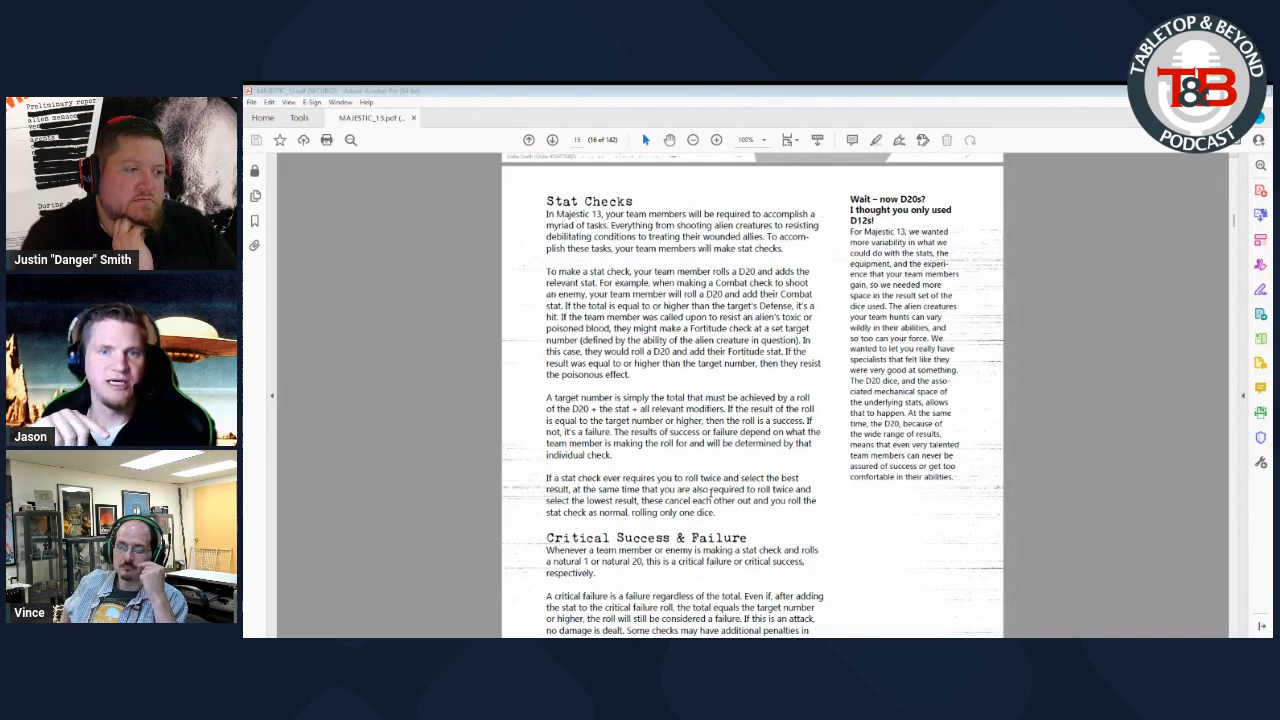 TABLETOP & BEYOND
T&B
PODCAST
Preliminary repor
alien menace
agents
During
Justin "Danger" Smith
Jason
Vince
MAJESTIC_13.pdf (SECURED) - Adobe Acrobat Pro (64-bit)
File Edit View E-Sign Window Help
Home Tools MAJESTIC_13.pdf (... ×
15 (16 of 142) 100%
Stat Checks
In Majestic 13, your team members will be required to accomplish a
myriad of tasks. Everything from shooting alien creatures to resisting
debilitating conditions to treating their wounded allies. To accom-
plish these tasks, your team members will make stat checks.
To make a stat check, your team member rolls a D20 and adds the
relevant stat. For example, when making a Combat check to shoot
an enemy, your team member will roll a D20 and add their Combat
stat. If the total is equal to or higher than the target's Defense, it's a
hit. If the team member was called upon to resist an alien's toxic or
poisoned blood, they might make a Fortitude check at a set target
number (defined by the ability of the alien creature in question). In
this case, they would roll a D20 and add their Fortitude stat. If the
result was equal to or higher than the target number, then they resist
the poisonous effect.
A target number is simply the total that must be achieved by a roll
of the D20 + the stat + all relevant modifiers. If the result of the roll
is equal to the target number or higher, then the roll is a success. If
not, it's a failure. The results of success or failure depend on what the
team member is making the roll for and will be determined by that
individual check.
If a stat check ever requires you to roll twice and select the best
result, at the same time that you are also required to roll twice and
select the lowest result, these cancel each other out and you roll the
stat check as normal, rolling only one dice.
Critical Success & Failure
Whenever a team member or enemy is making a stat check and rolls
a natural 1 or natural 20, this is a critical failure or critical success,
respectively.
A critical failure is a failure regardless of the total. Even if, after adding
the stat to the critical failure roll, the total equals the target number
or higher, the roll will still be considered a failure. If this is an attack,
no damage is dealt. Some checks may have additional penalties in
Wait – now D20s?
I thought you only used
D12s!
For Majestic 13, we wanted
more variability in what we
could do with the stats, the
equipment, and the experi-
ence that your team members
gain, so we needed more
space in the result set of the
dice used. The alien creatures
your team hunts can vary
wildly in their abilities, and
so too can your force. We
wanted to let you really have
specialists that felt like they
were very good at something.
The D20 dice, and the asso-
ciated mechanical space of
the underlying stats, allows
that to happen. At the same
time, the D20, because of
the wide range of results,
means that even very talented
team members can never be
assured of success or get too
comfortable in their abilities.